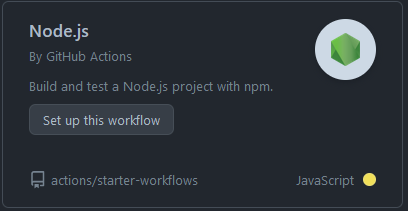 Node.js
By GitHub Actions
Build and test a Node.js project with npm.
Set up this workflow
actions/starter-workflows
JavaScript